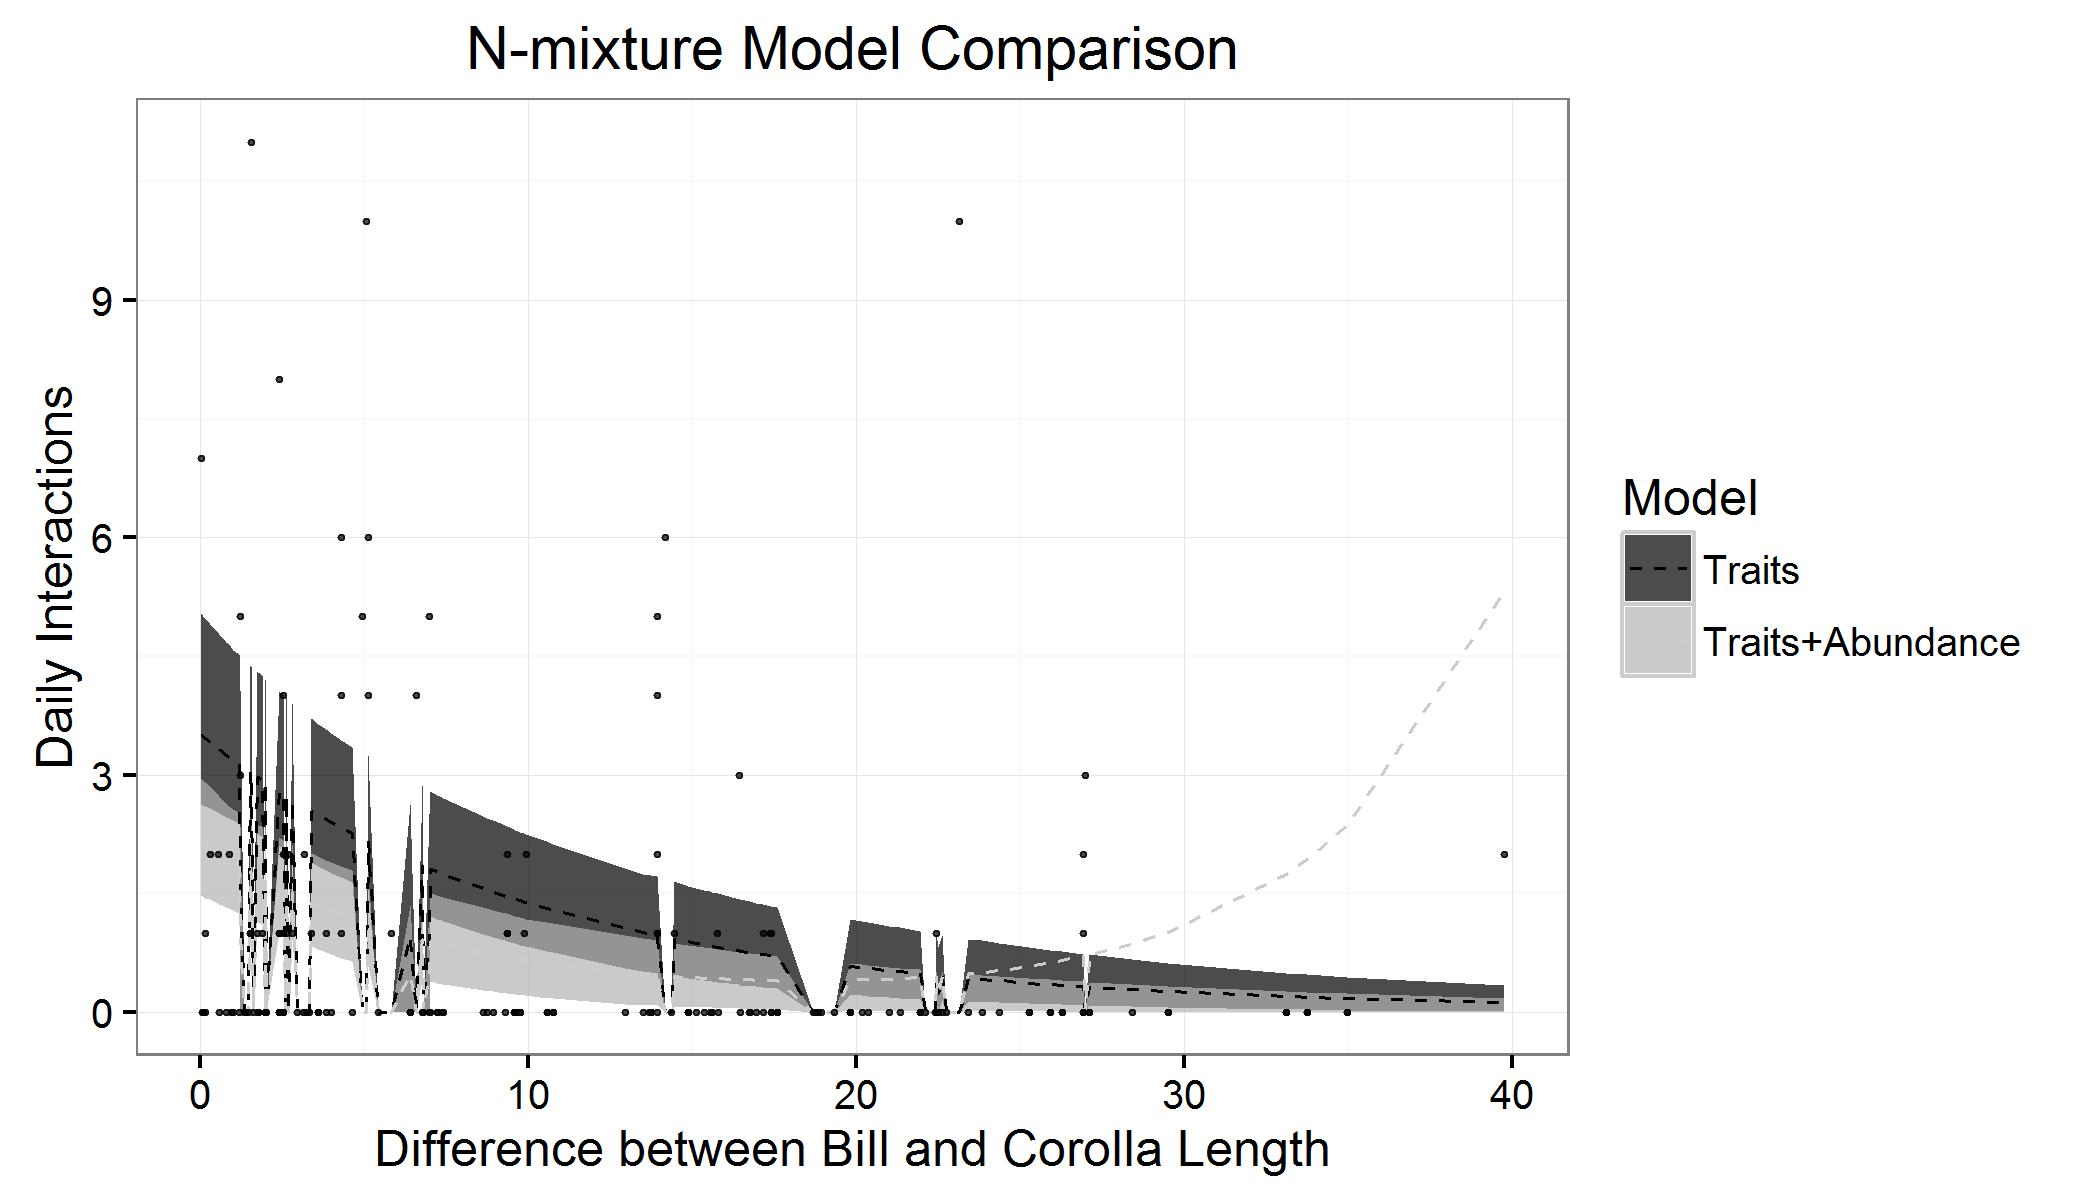 N-mixture Model Comparison
Daily Interactions
9
6
3
0
0 10 20 30 40
Difference between Bill and Corolla Length
Model
Traits
Traits+Abundance